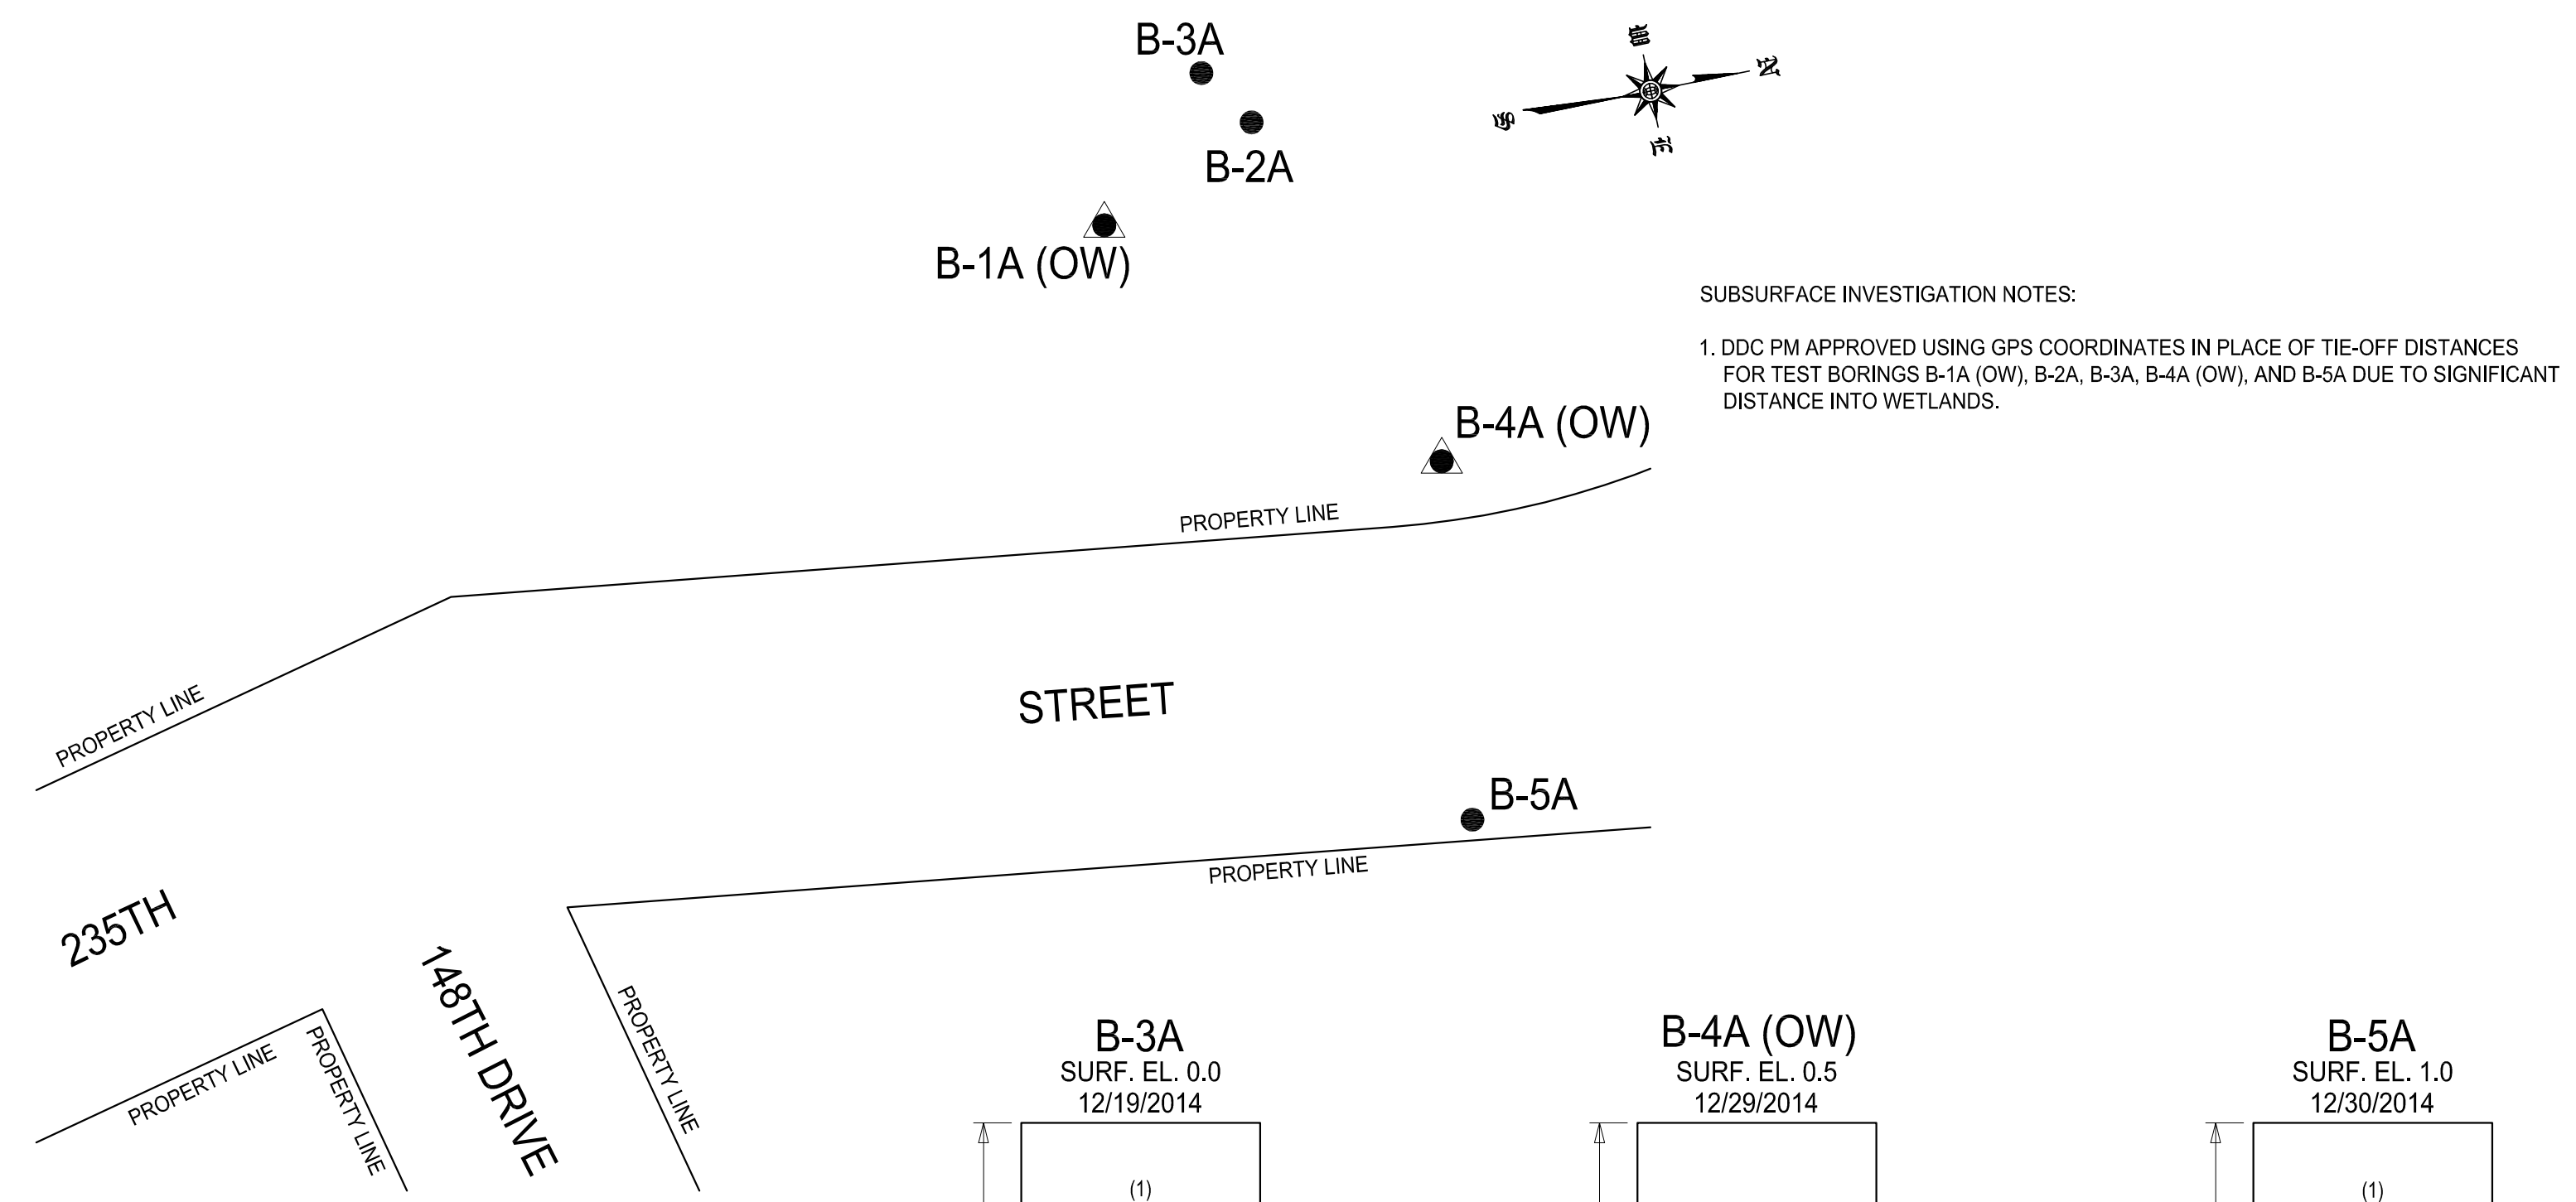 B-3A
B-2A
B-1A (OW)
N
S
E
W
SUBSURFACE INVESTIGATION NOTES:
1. DDC PM APPROVED USING GPS COORDINATES IN PLACE OF TIE-OFF DISTANCES
FOR TEST BORINGS B-1A (OW), B-2A, B-3A, B-4A (OW), AND B-5A DUE TO SIGNIFICANT
DISTANCE INTO WETLANDS.
B-4A (OW)
PROPERTY LINE
PROPERTY LINE
STREET
B-5A
PROPERTY LINE
235TH
148TH DRIVE
PROPERTY LINE
PROPERTY LINE
PROPERTY LINE
B-3A
SURF. EL. 0.0
12/19/2014
(1)
B-4A (OW)
SURF. EL. 0.5
12/29/2014
B-5A
SURF. EL. 1.0
12/30/2014
(1)